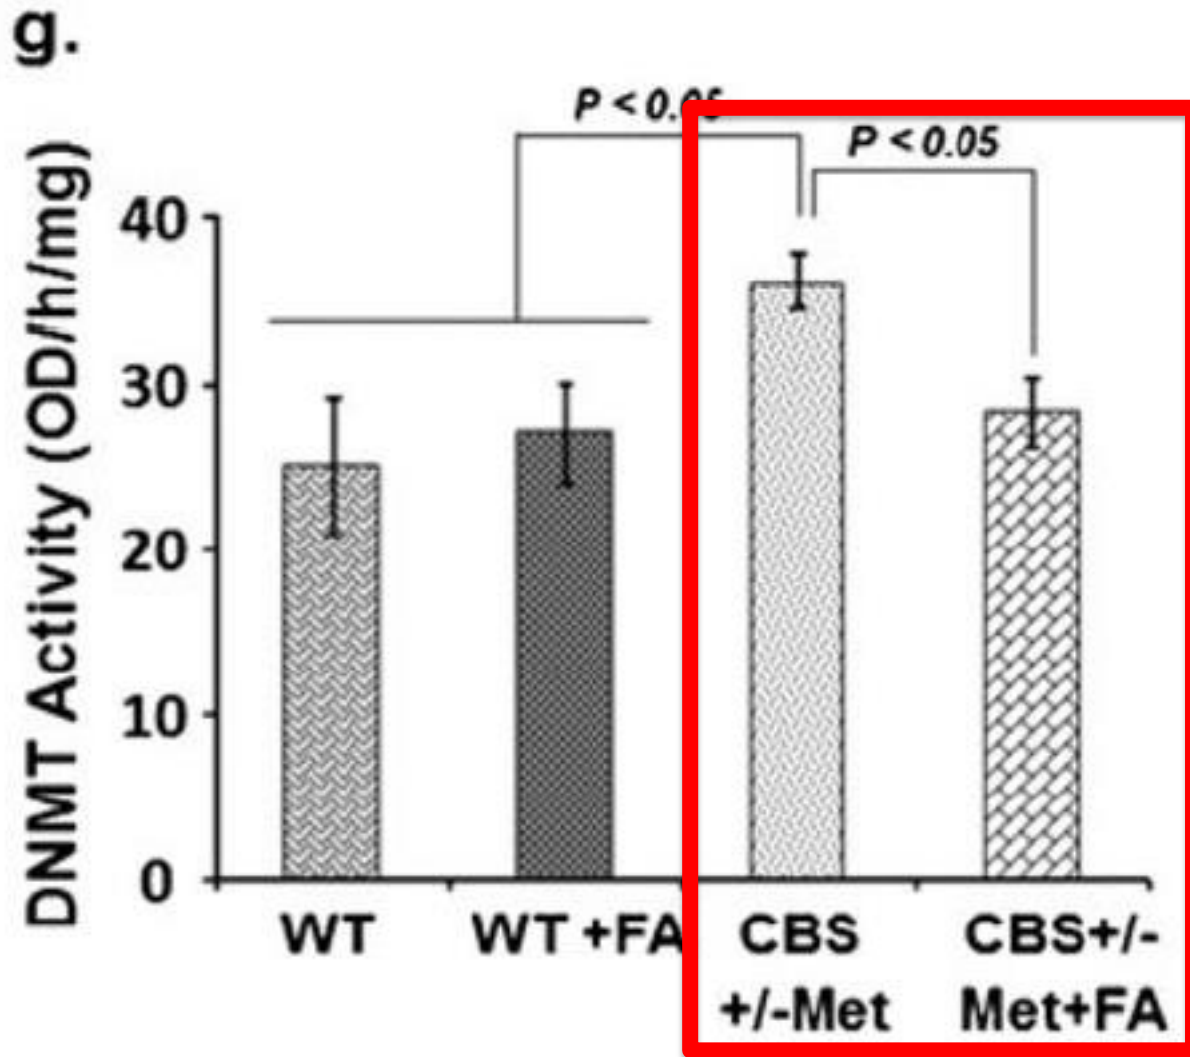 g.
P < 0.05
P < 0.05
DNMT Activity (OD/h/mg)
40
30
20
10
0
WT
WT +FA
CBS
+/-Met
CBS+/-
Met+FA